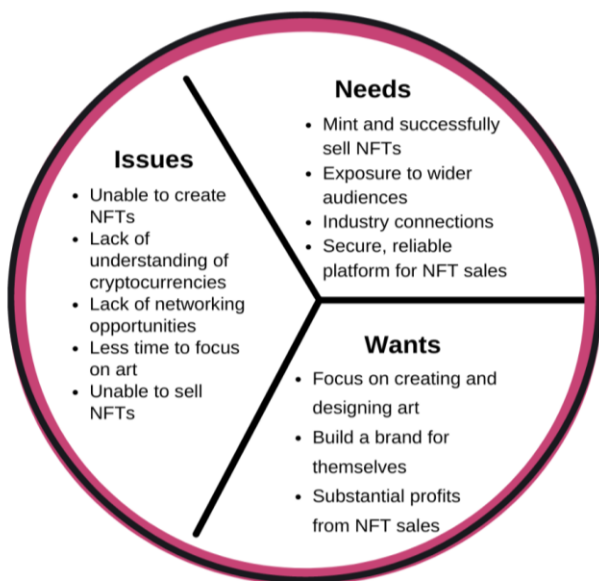 Needs
• Mint and successfully
sell NFTs
• Exposure to wider
audiences
• Industry connections
• Secure, reliable
platform for NFT sales
Issues
• Unable to create
NFTs
• Lack of
understanding of
cryptocurrencies
• Lack of networking
opportunities
• Less time to focus
on art
• Unable to sell
NFTs
Wants
• Focus on creating and
designing art
• Build a brand for
themselves
• Substantial profits
from NFT sales